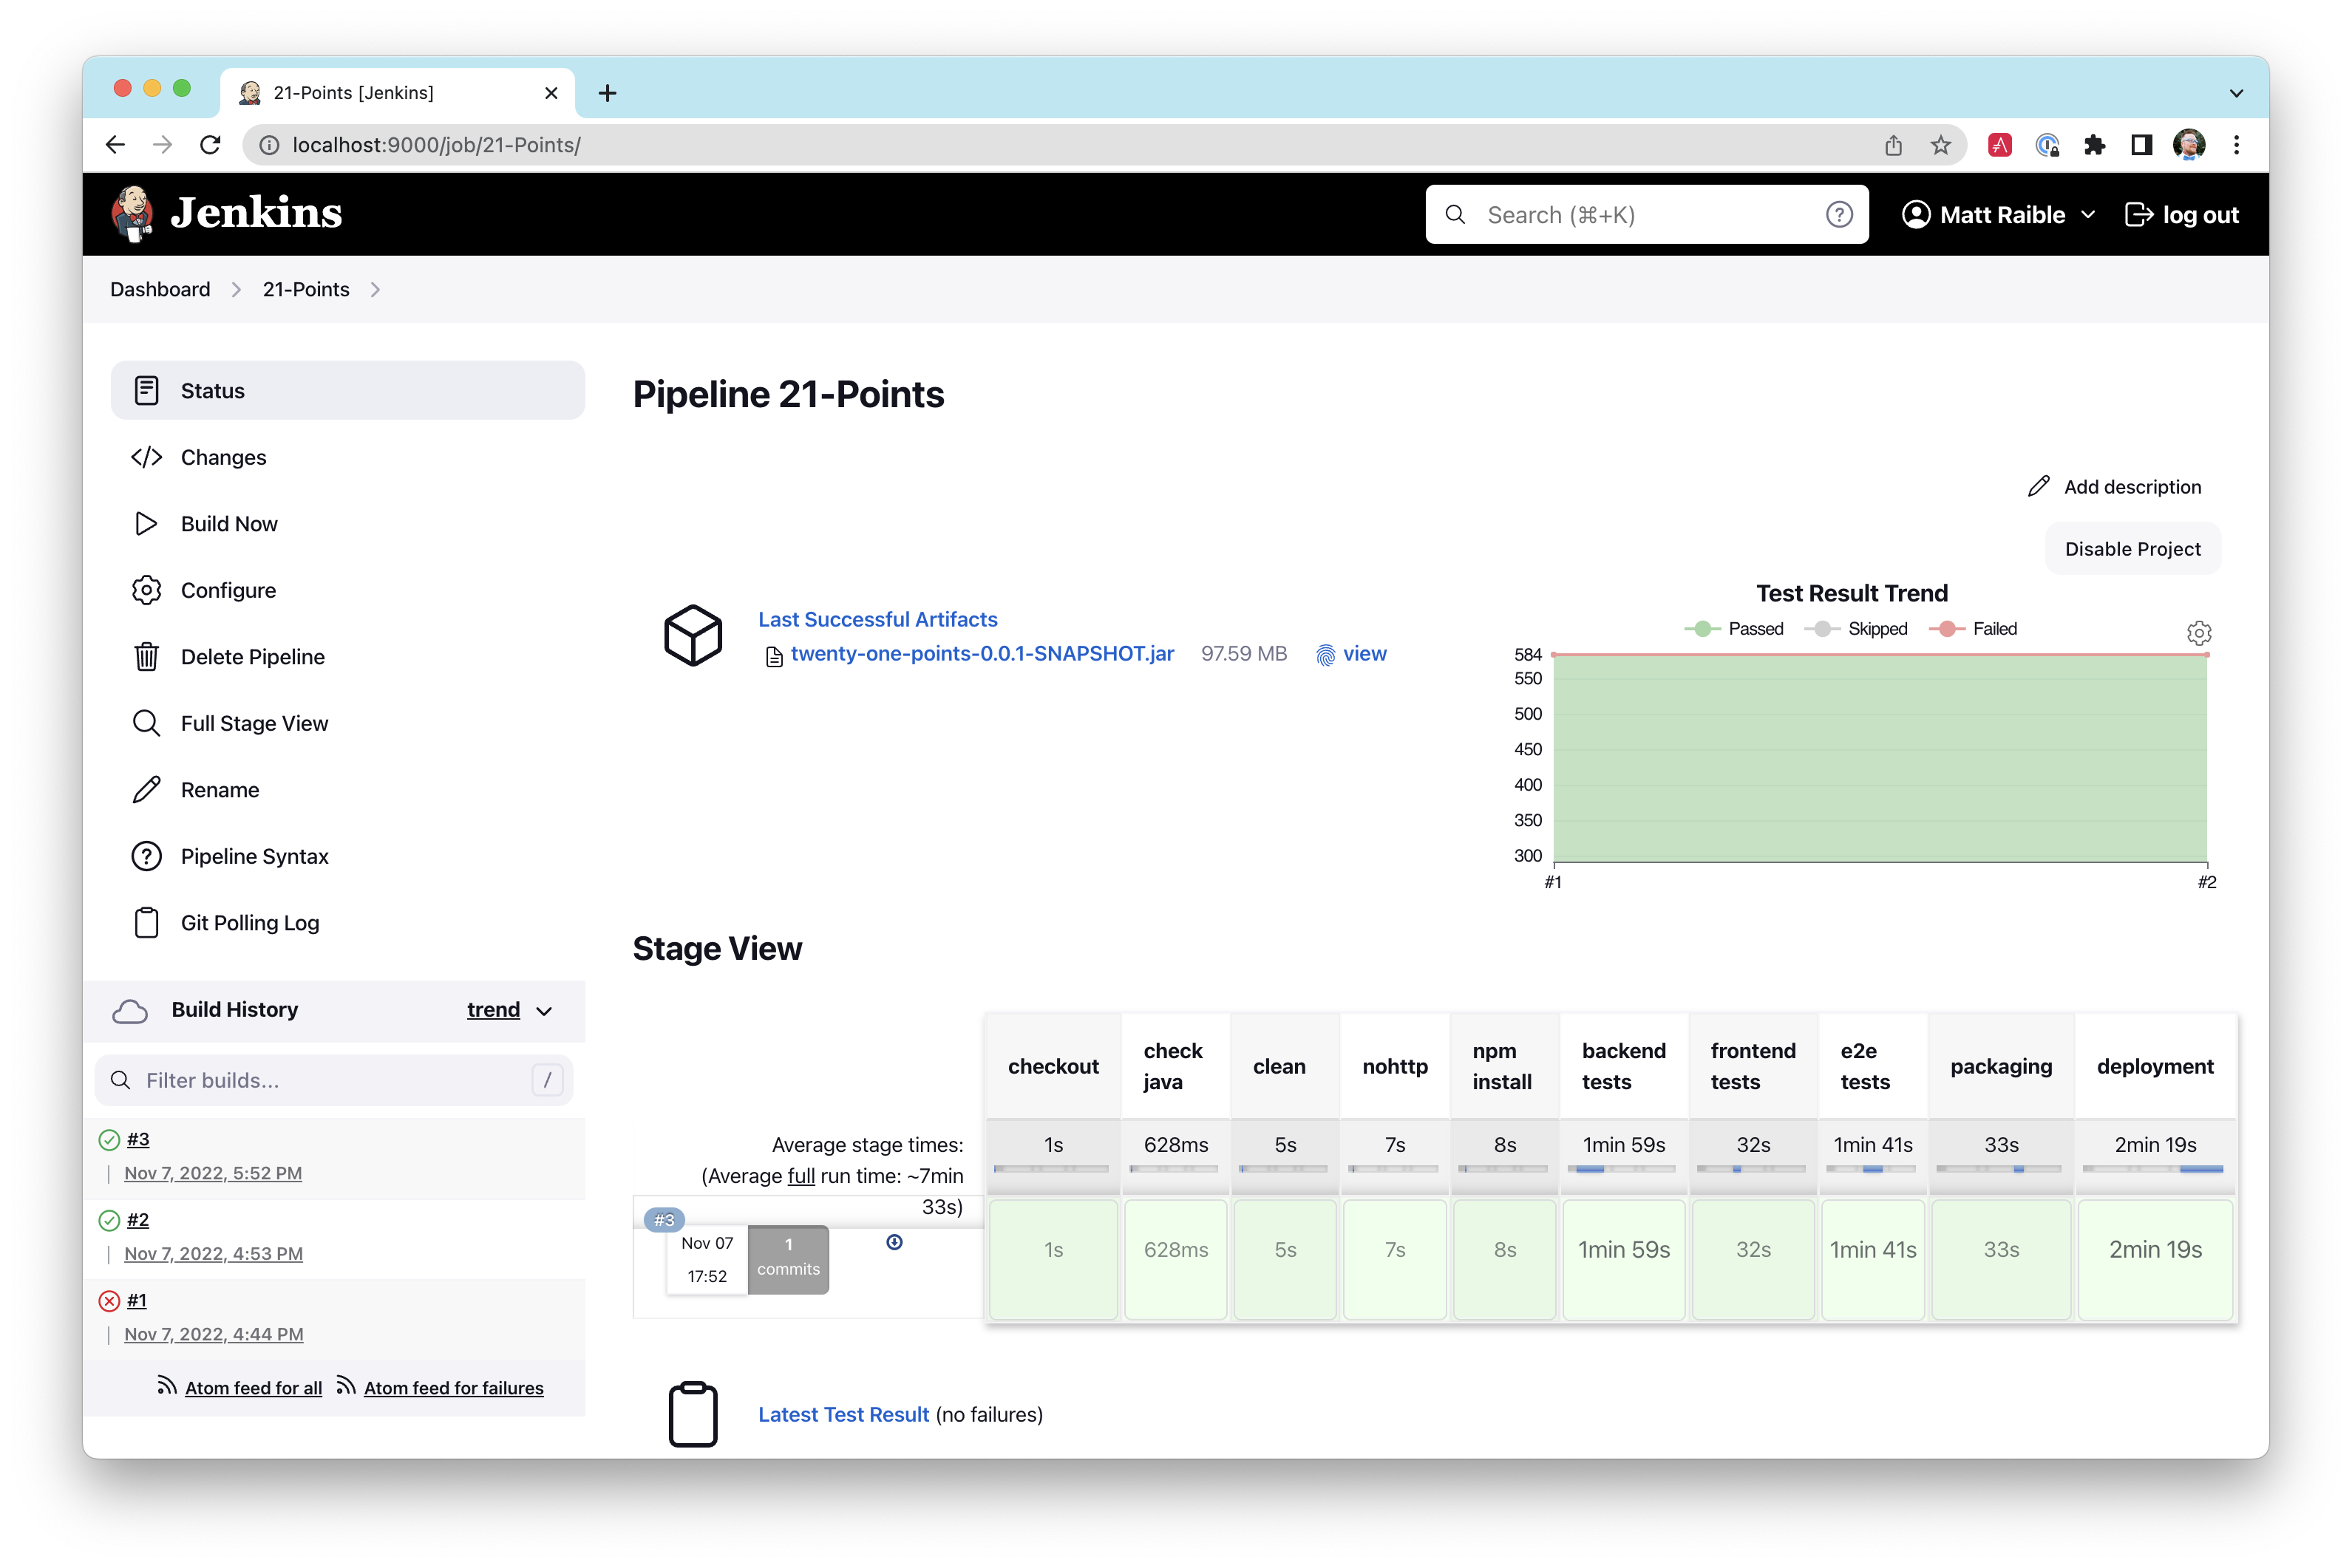 21-Points [Jenkins]
localhost:9000/job/21-Points/
Jenkins
Search (⌘+K)
?
Matt Raible
log out
Dashboard
21-Points
Status
Changes
Build Now
Configure
Delete Pipeline
Full Stage View
Rename
Pipeline Syntax
Git Polling Log
Build History
trend
Filter builds...
/
#3
Nov 7, 2022, 5:52 PM
#2
Nov 7, 2022, 4:53 PM
#1
Nov 7, 2022, 4:44 PM
Atom feed for all
Atom feed for failures
Pipeline 21-Points
Add description
Disable Project
Last Successful Artifacts
twenty-one-points-0.0.1-SNAPSHOT.jar 97.59 MB view
Test Result Trend
Passed Skipped Failed
584
550
500
450
400
350
300
#1 #2
Stage View
checkout
check
java
clean
nohttp
npm
install
backend
tests
frontend
tests
e2e
tests
packaging
deployment
Average stage times:
(Average full run time: ~7min
33s)
1s 628ms 5s 7s 8s 1min 59s 32s 1min 41s 33s 2min 19s
#3
Nov 07
17:52
1
commits
1s 628ms 5s 7s 8s 1min 59s 32s 1min 41s 33s 2min 19s
Latest Test Result (no failures)